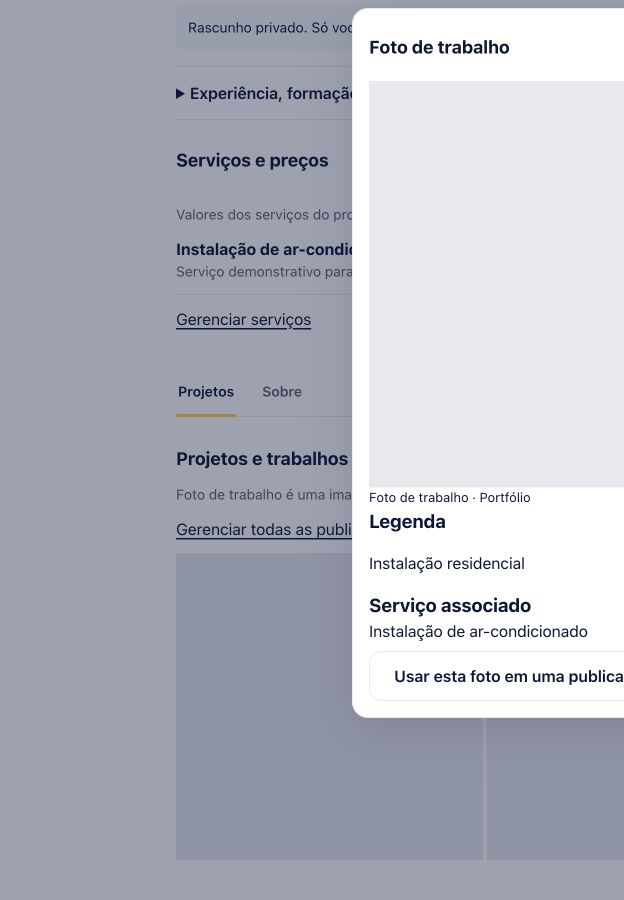 Rascunho privado. Só voc
Experiência, formaçã
Serviços e preços
Valores dos serviços do pro
Instalação de ar-condi
Serviço demonstrativo para
Gerenciar serviços
Projetos
Sobre
Projetos e trabalhos
Foto de trabalho é uma ima
Gerenciar todas as publi
Foto de trabalho
Foto de trabalho · Portfólio
Legenda
Instalação residencial
Serviço associado
Instalação de ar-condicionado
Usar esta foto em uma publica